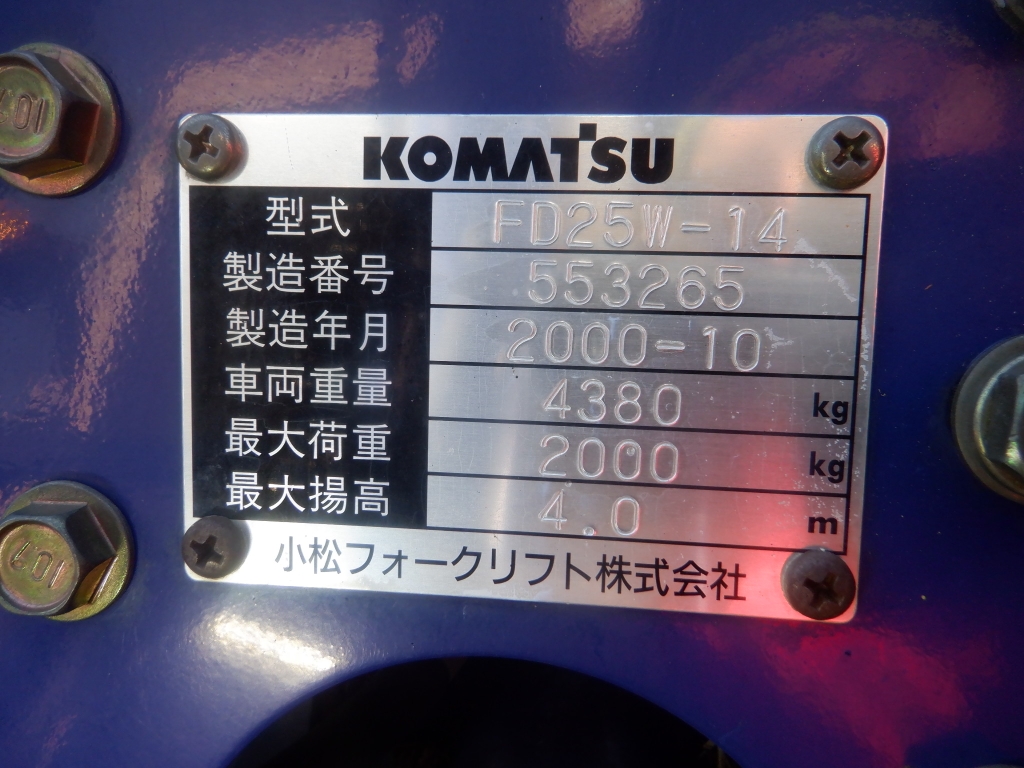 KOMATSU
型式 FD25W-14
製造番号 553265
製造年月 2000-10
車両重量 4380 kg
最大荷重 2000 kg
最大揚高 4.0 m
小松フォークリフト株式会社